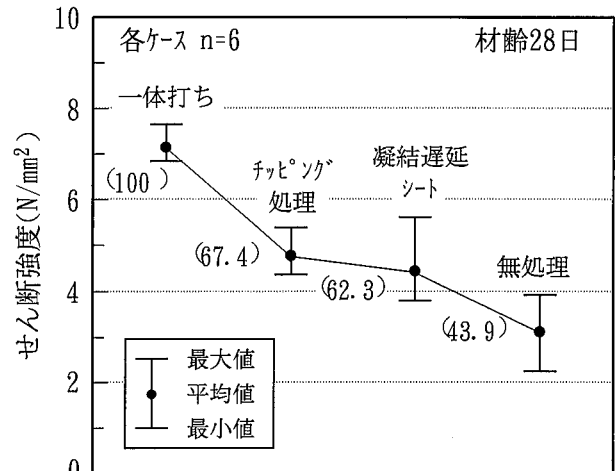 各ケース n=6
材齢28日
一体打ち
(100 )
ﾁｯﾋﾟﾝｸﾞ
処理
(67.4)
凝結遅延
ｼｰﾄ
(62.3)
無処理
(43.9)
最大値
平均値
最小値
せん断強度(N/mm²)
10
8
6
4
2
0